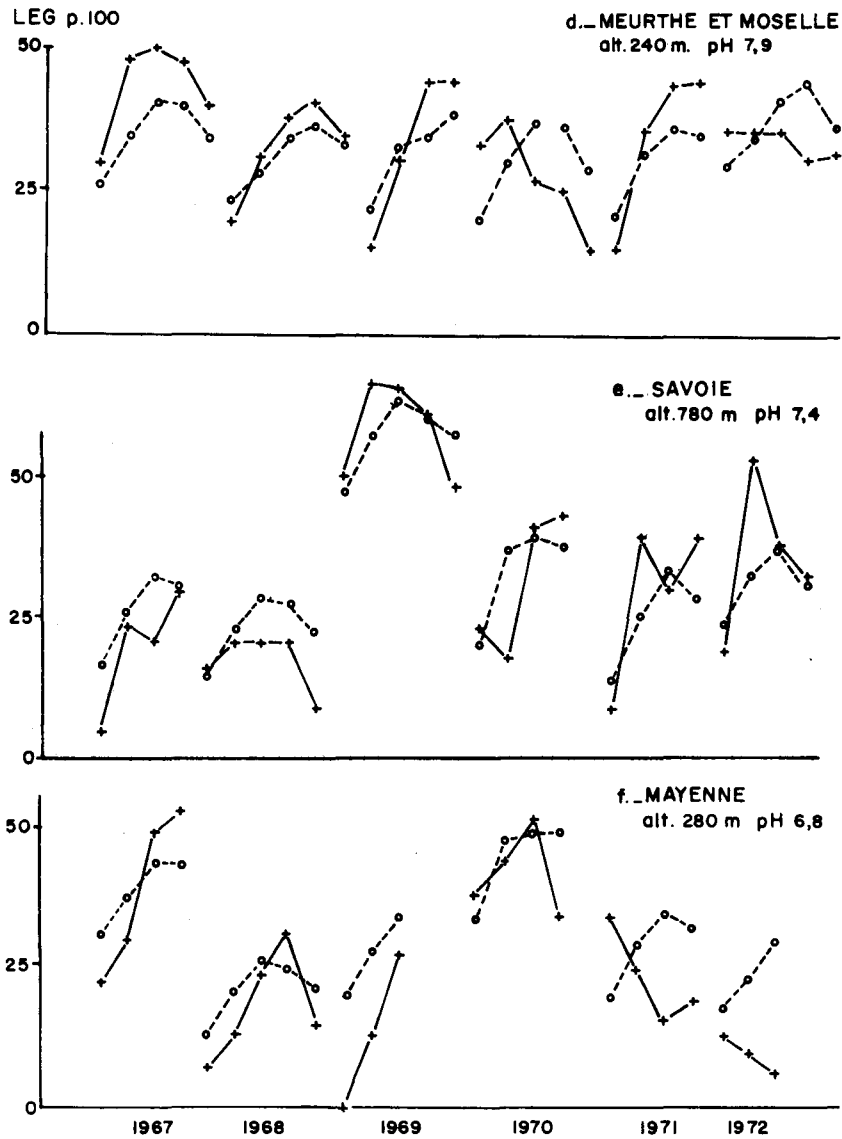 LEG p.100
d._MEURTHE ET MOSELLE
alt.240 m. pH 7,9
50
25
0
e._ SAVOIE
alt.780 m pH 7,4
50
25
0
f._MAYENNE
alt. 280 m pH 6,8
50
25
0
1967 1968 1969 1970 1971 1972